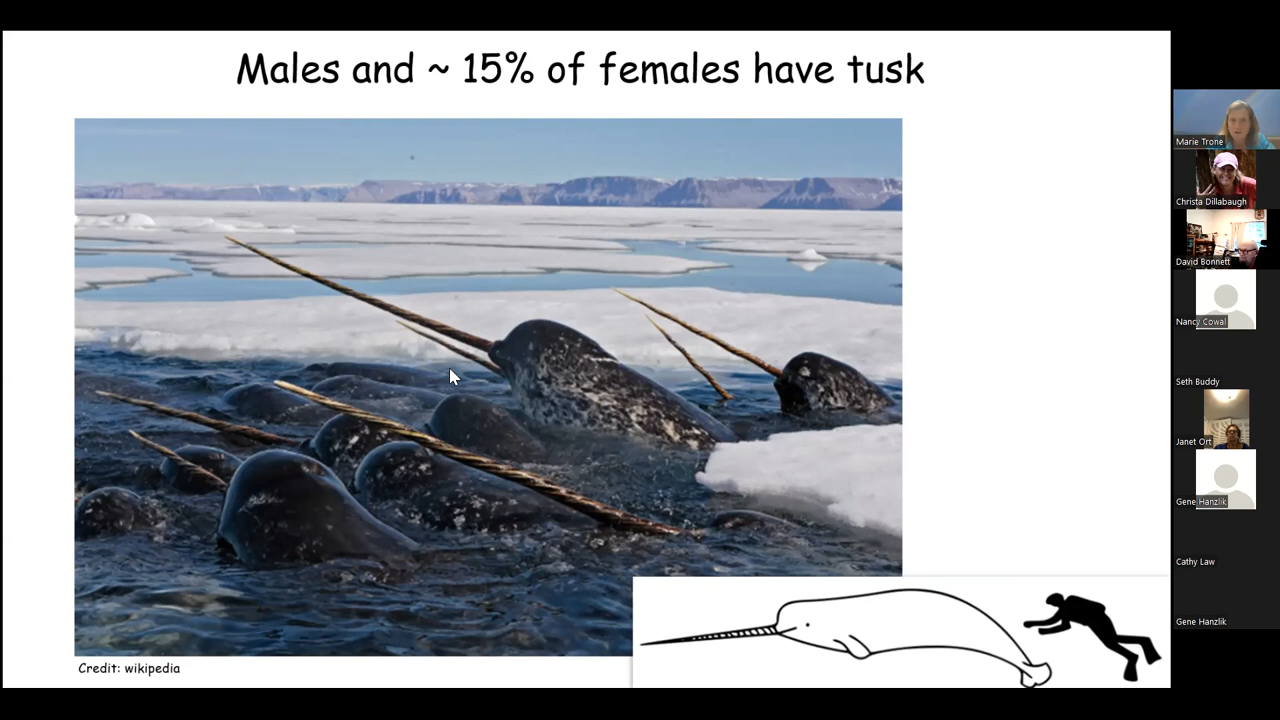 Males and ~ 15% of females have tusk
Credit: wikipedia
Marie Trone
Christa Dillabaugh
David Bonnett
Nancy Cowal
Seth Buddy
Janet Ort
Gene Hanzlik
Cathy Law
Gene Hanzlik